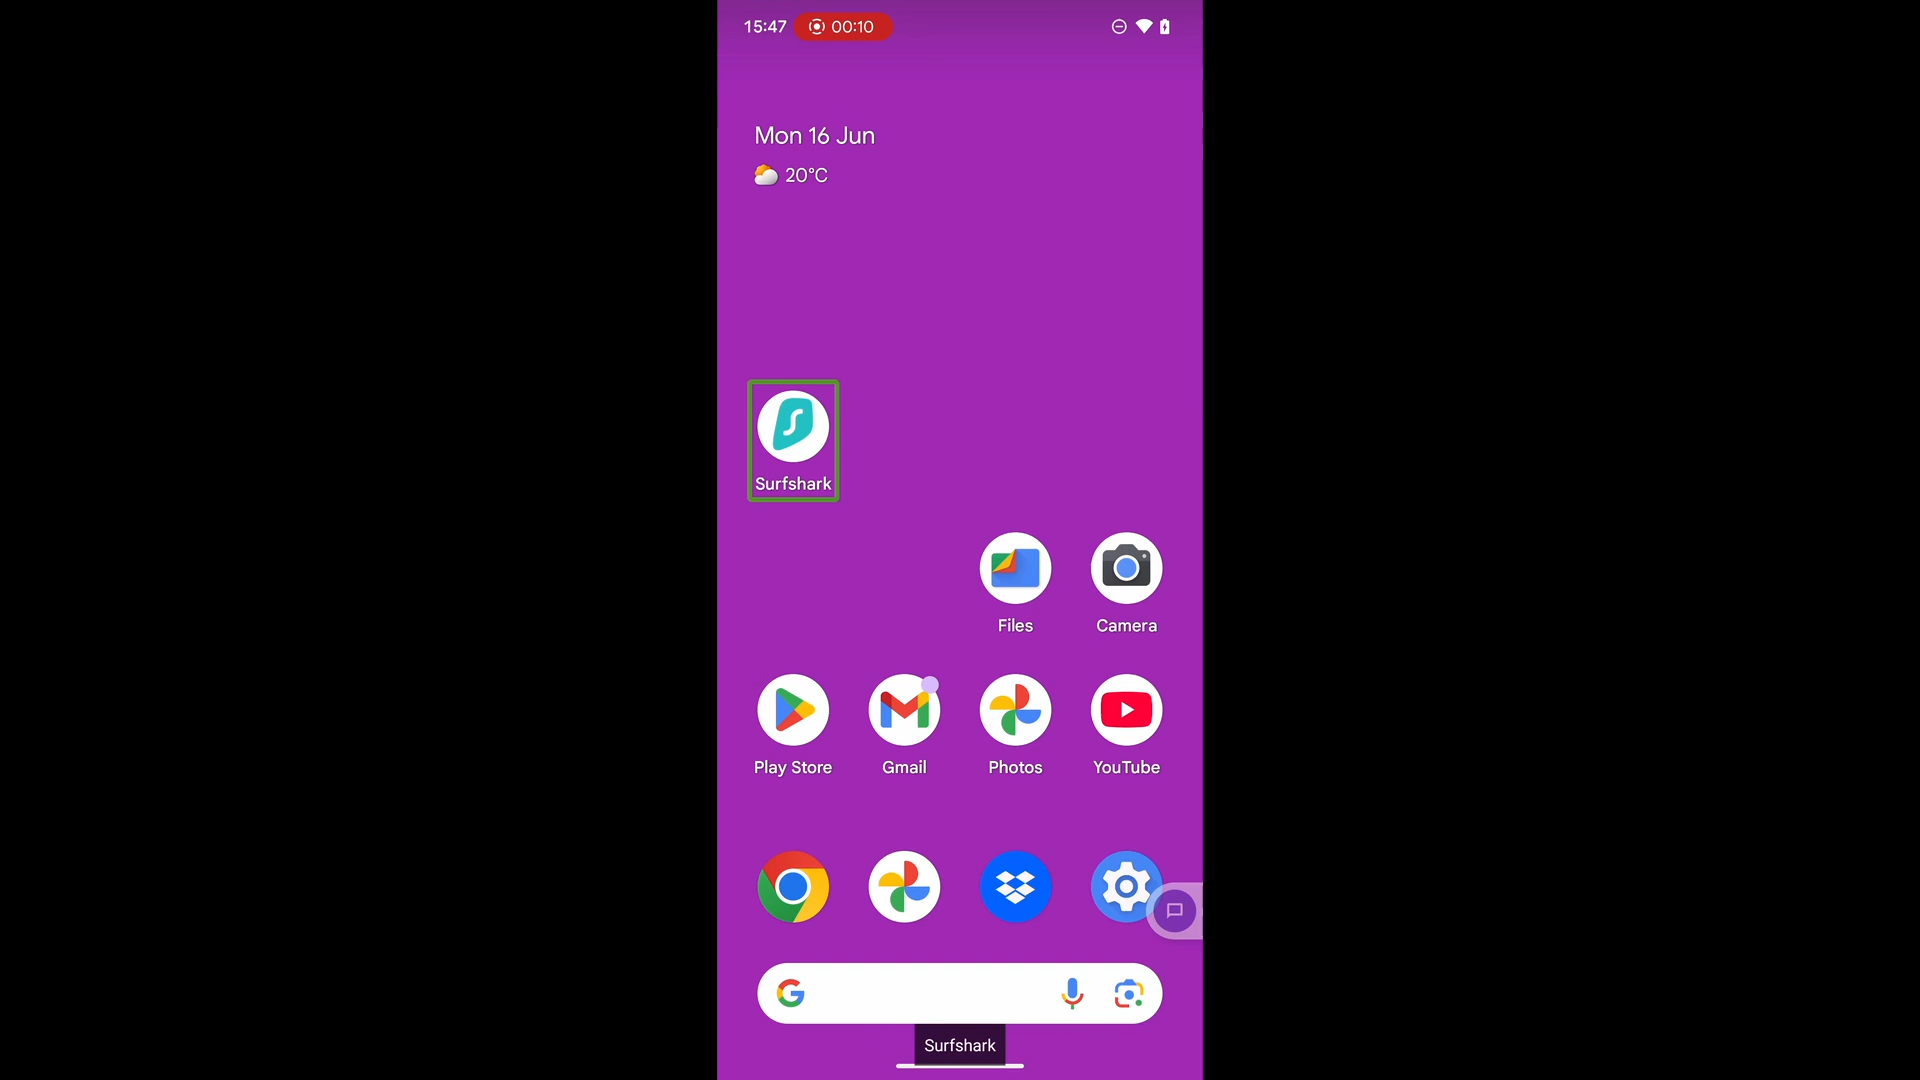 15:47 00:10
Mon 16 Jun
20°C
Surfshark
Files Camera
Play Store Gmail Photos YouTube
Surfshark